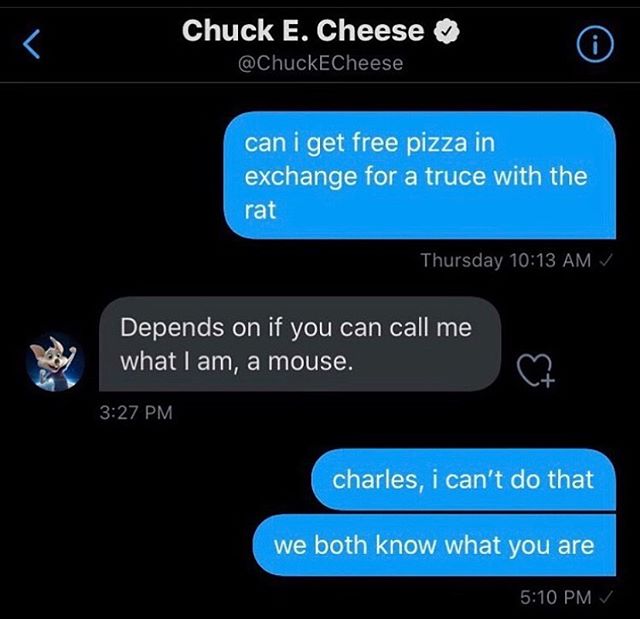 Chuck E. Cheese
@ChuckECheese
can i get free pizza in
exchange for a truce with the
rat
Thursday 10:13 AM ✓
Depends on if you can call me
what I am, a mouse.
3:27 PM
charles, i can’t do that
we both know what you are
5:10 PM ✓